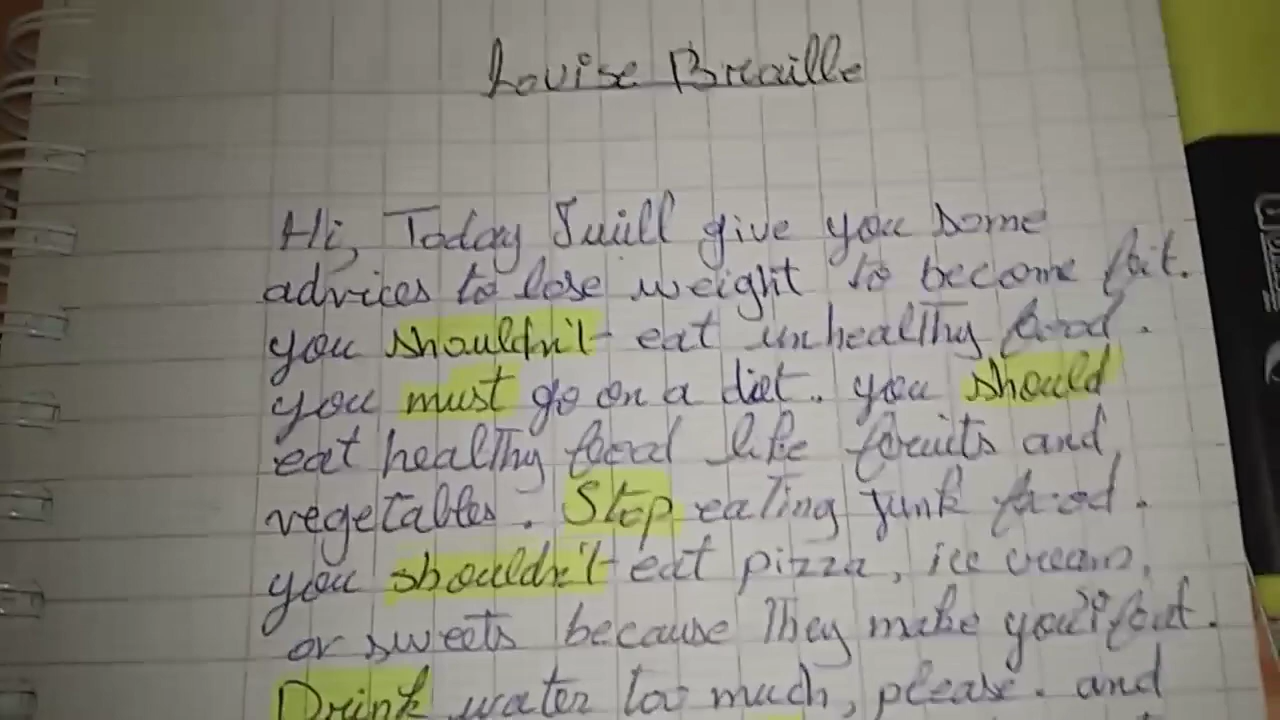 Louise Breaille
Hi, Today I will give you some
advices to lose weight to become fit.
you shouldn't eat unhealthy food.
you must go on a diet. you should
eat healthy food like fruits and
vegetables. Stop eating junk food.
you shouldn't eat pizza, ice cream,
or sweets because They make you fat.
Drink water too much, please. and